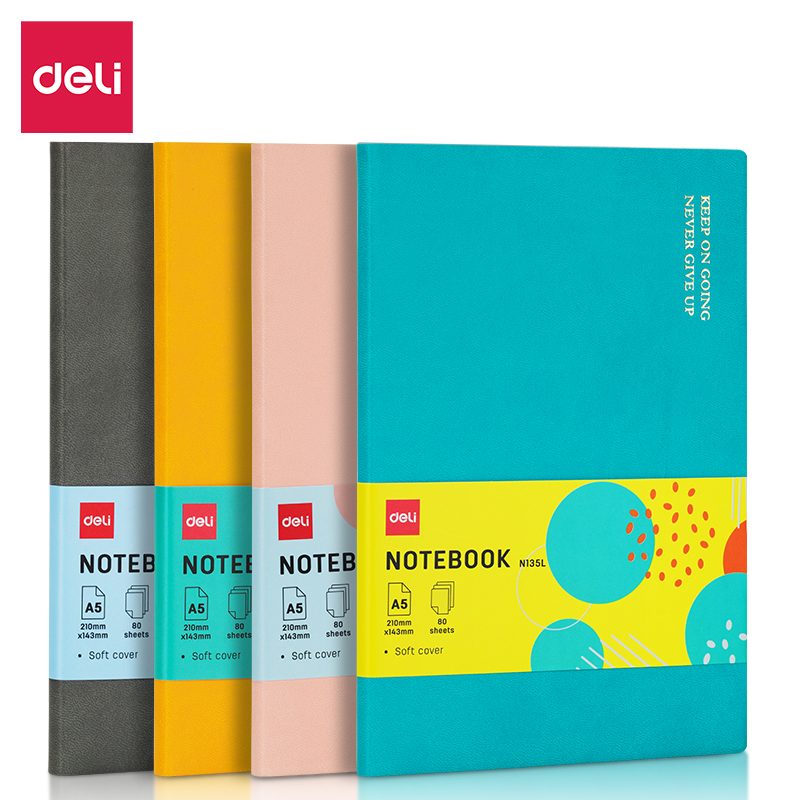 deli
KEEP ON GOING
NEVER GIVE UP
deli
NOTEB
A5
210mm
x143mm
80
sheets
• Soft cover
deli
NOTE
A5
210mm
x143mm
80
sheets
• Soft cover
deli
NOTEB
A5
210mm
x143mm
80
sheets
• Soft cover
deli
NOTEBOOK N135L
A5
210mm
x143mm
80
sheets
• Soft cover